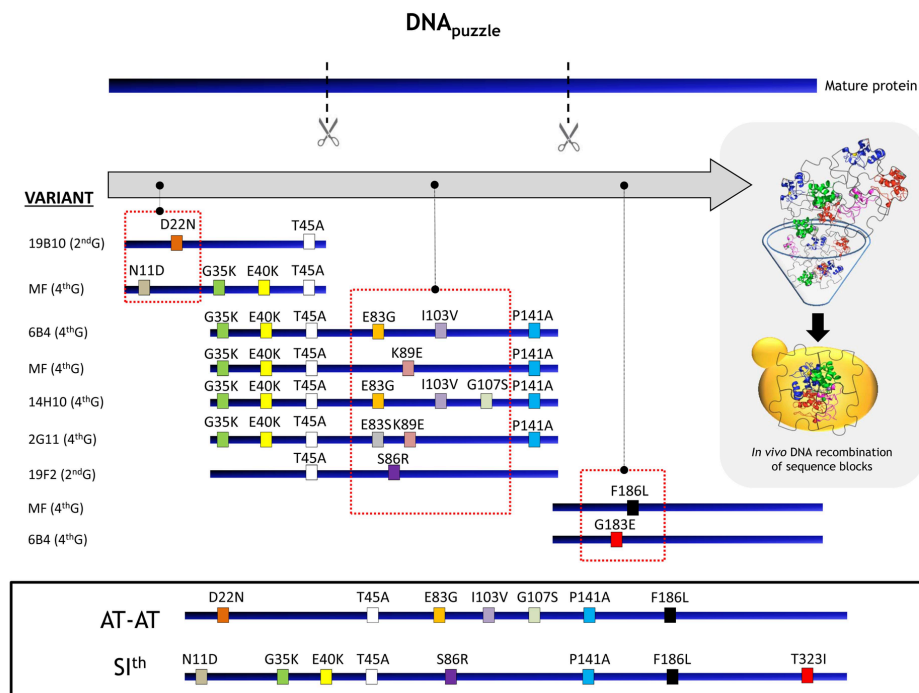 DNApuzzle
Mature protein
VARIANT
D22N
19B10 (2ndG)
T45A
N11D G35K E40K T45A
MF (4thG)
G35K E40K T45A E83G I103V P141A
6B4 (4thG)
G35K E40K T45A K89E P141A
MF (4thG)
G35K E40K T45A E83G I103V G107S P141A
14H10 (4thG)
G35K E40K T45A E83S K89E P141A
2G11 (4thG)
T45A S86R
19F2 (2ndG)
F186L
MF (4thG)
G183E
6B4 (4thG)
In vivo DNA recombination
of sequence blocks
D22N T45A E83G I103V G107S P141A F186L
AT-AT
N11D G35K E40K T45A S86R P141A F186L T323I
SIth